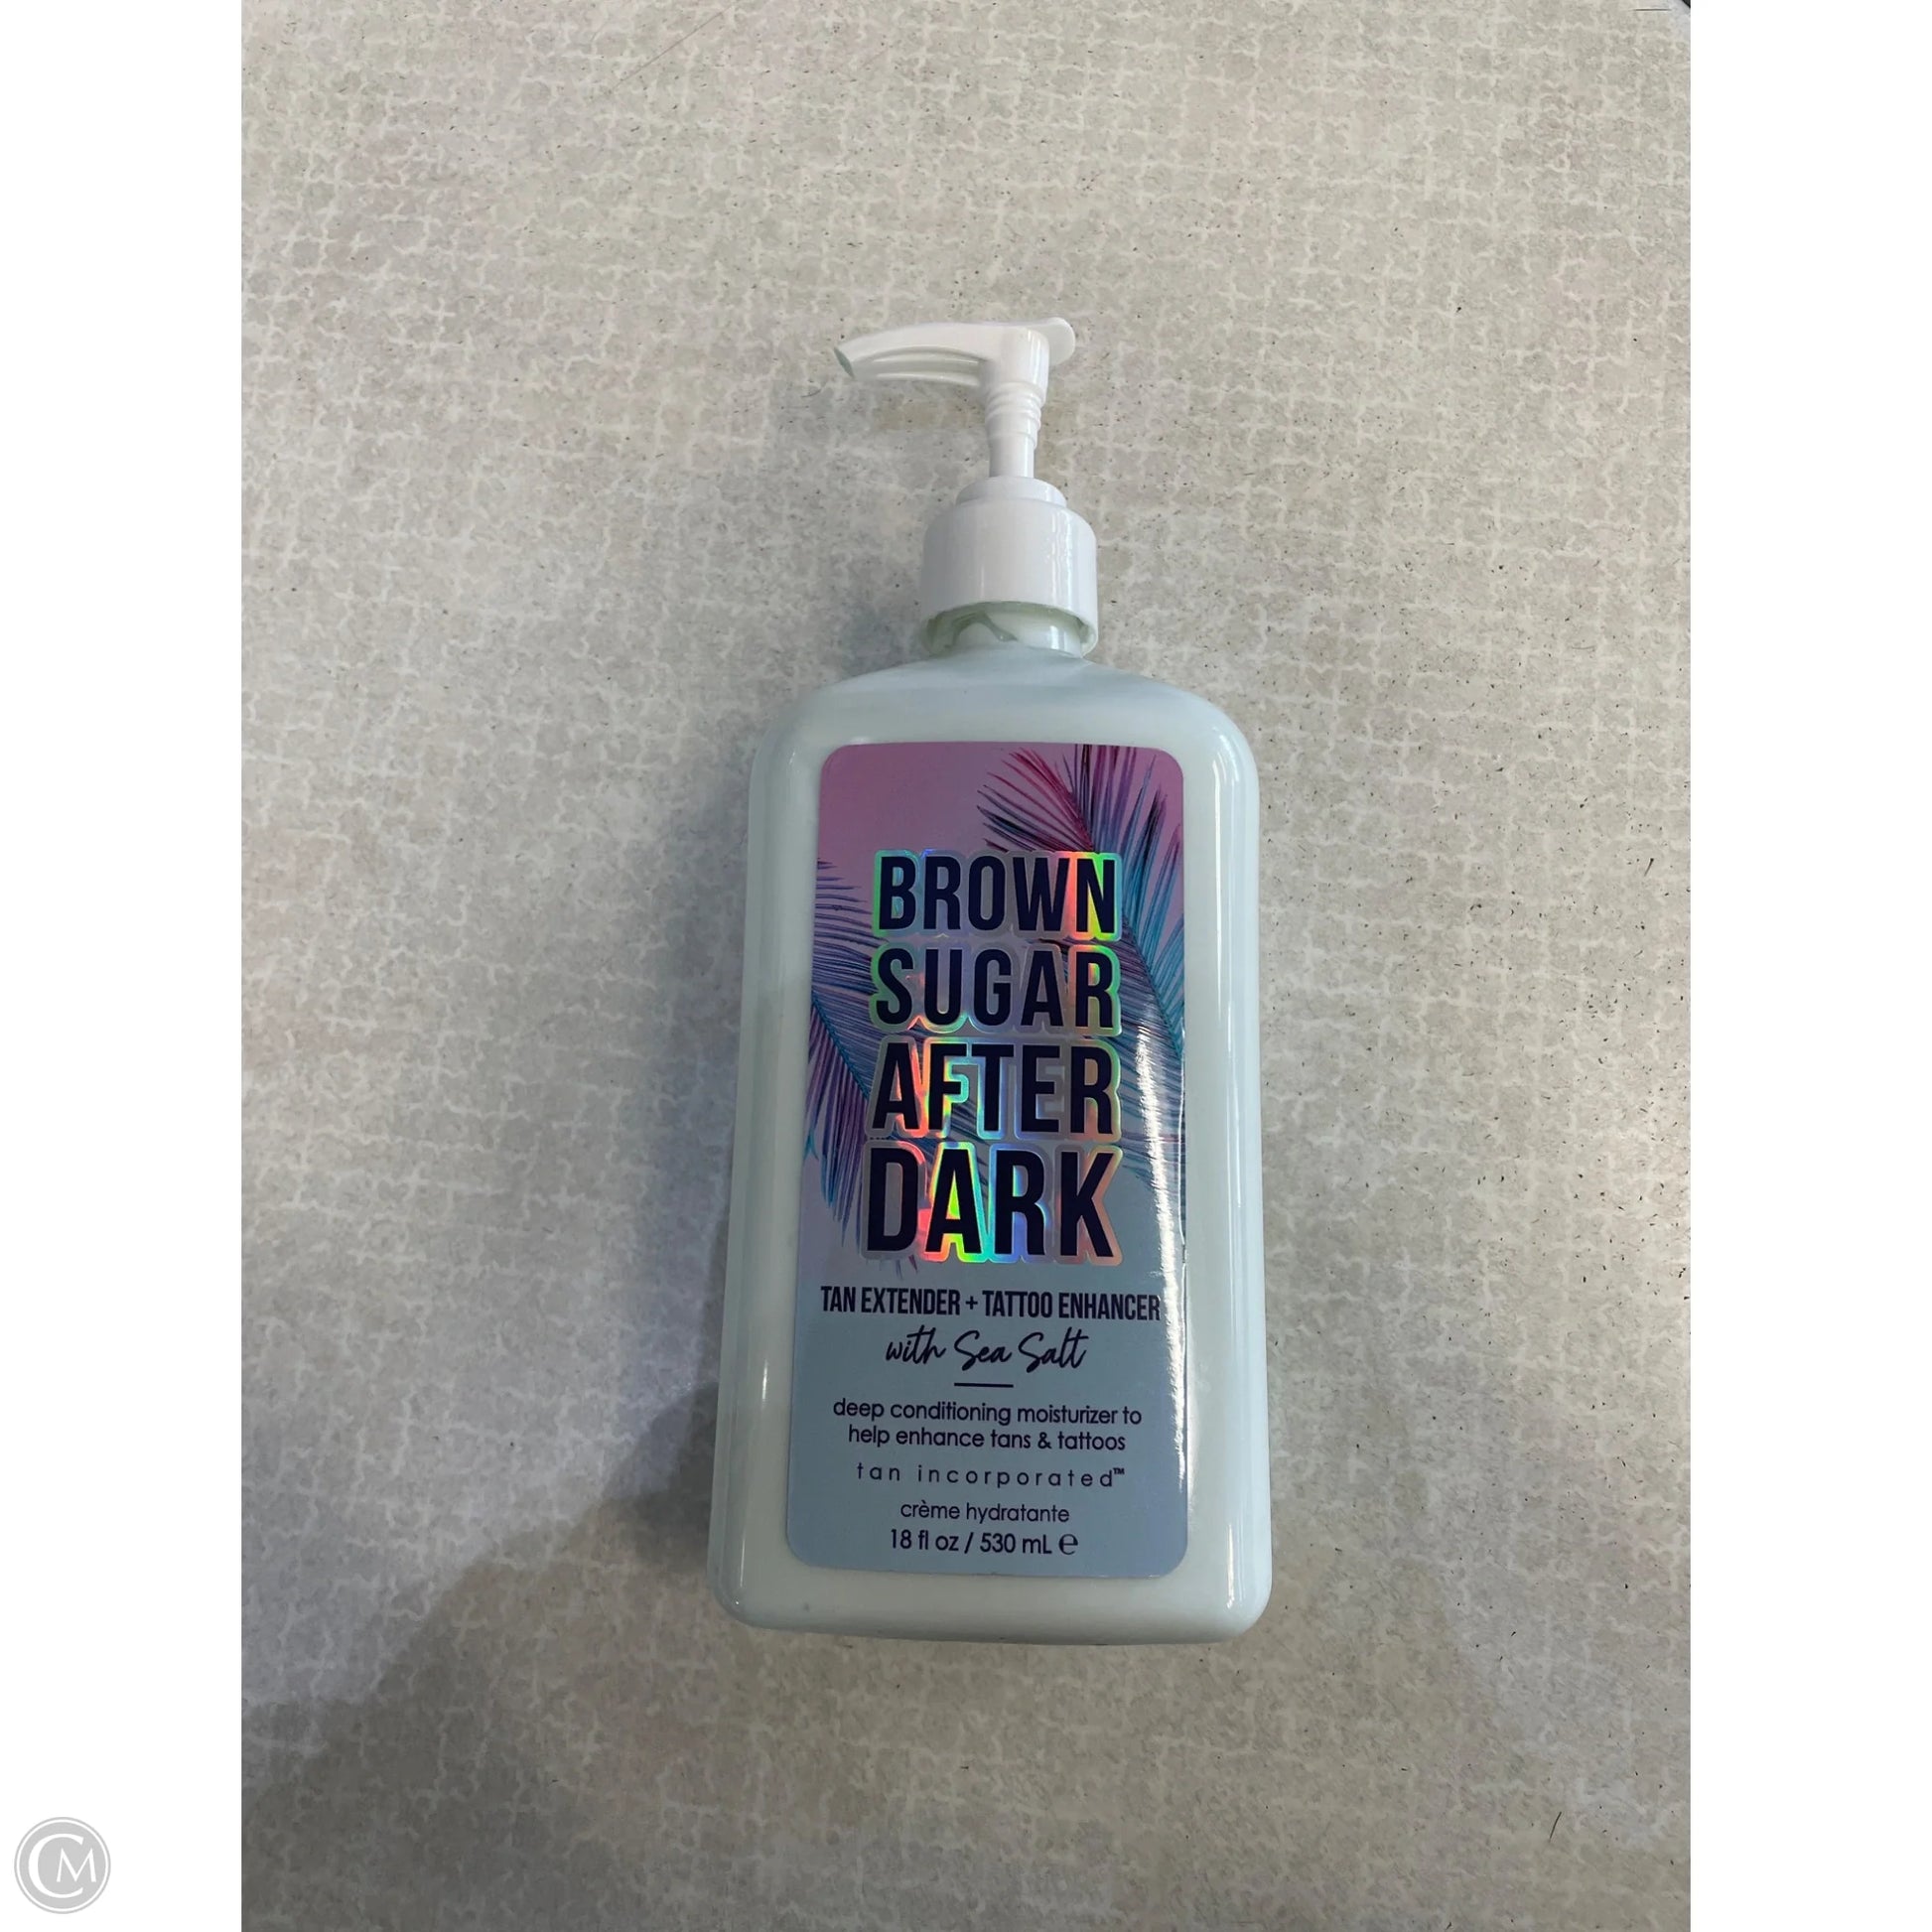 BROWN
SUGAR
AFTER
DARK
TAN EXTENDER + TATTOO ENHANCER
with Sea Salt
deep conditioning moisturizer to
help enhance tans & tattoos
tan incorporated™
crème hydratante
18 fl oz / 530 mL ℮
CM